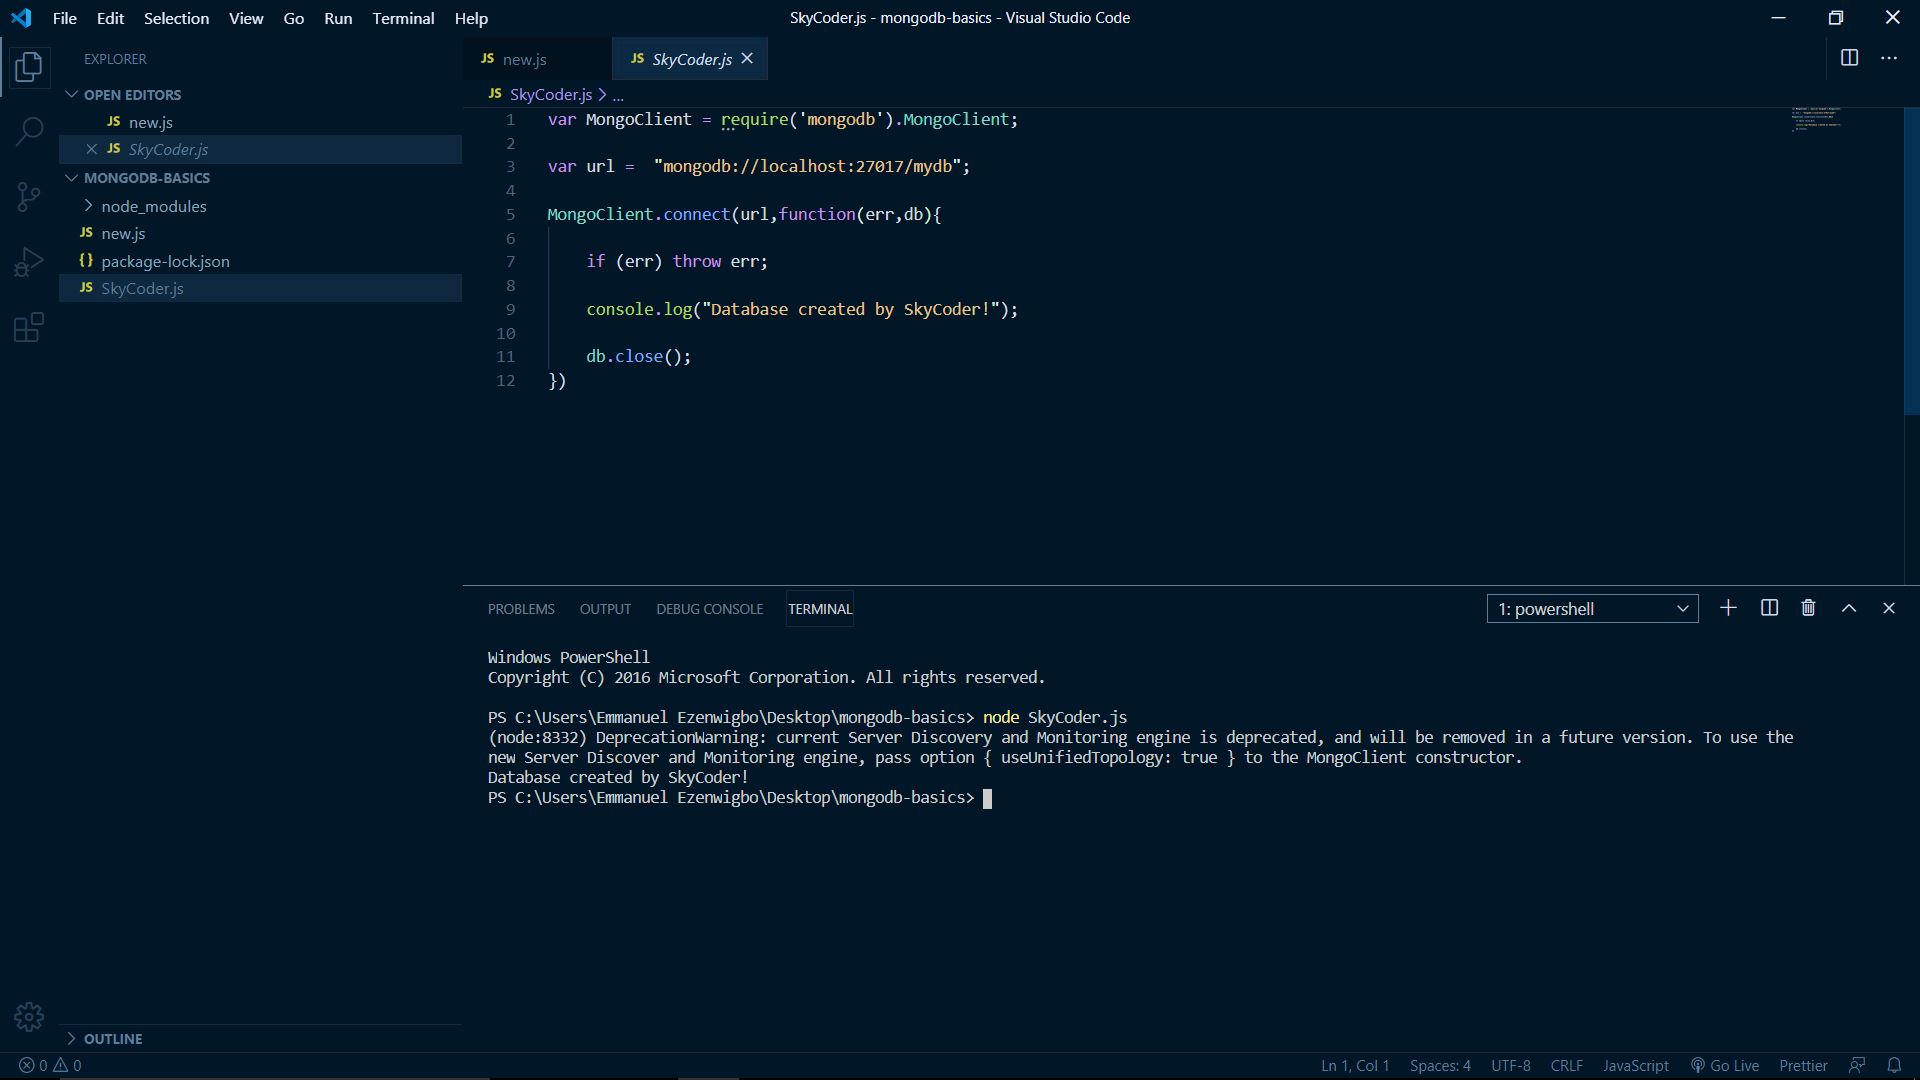 File Edit Selection View Go Run Terminal Help
SkyCoder.js - mongodb-basics - Visual Studio Code
EXPLORER
OPEN EDITORS
JS new.js
JS SkyCoder.js
MONGODB-BASICS
node_modules
JS new.js
{} package-lock.json
JS SkyCoder.js
OUTLINE
JS new.js
JS SkyCoder.js
JS SkyCoder.js > ...
1 var MongoClient = require('mongodb').MongoClient;
2
3 var url =  "mongodb://localhost:27017/mydb";
4
5 MongoClient.connect(url,function(err,db){
6
7     if (err) throw err;
8
9     console.log("Database created by SkyCoder!");
10
11     db.close();
12 })
PROBLEMS OUTPUT DEBUG CONSOLE TERMINAL
1: powershell
Windows PowerShell
Copyright (C) 2016 Microsoft Corporation. All rights reserved.
PS C:\Users\Emmanuel Ezenwigbo\Desktop\mongodb-basics> node SkyCoder.js
(node:8332) DeprecationWarning: current Server Discovery and Monitoring engine is deprecated, and will be removed in a future version. To use the
new Server Discover and Monitoring engine, pass option { useUnifiedTopology: true } to the MongoClient constructor.
Database created by SkyCoder!
PS C:\Users\Emmanuel Ezenwigbo\Desktop\mongodb-basics>
0 0
Ln 1, Col 1 Spaces: 4 UTF-8 CRLF JavaScript Go Live Prettier